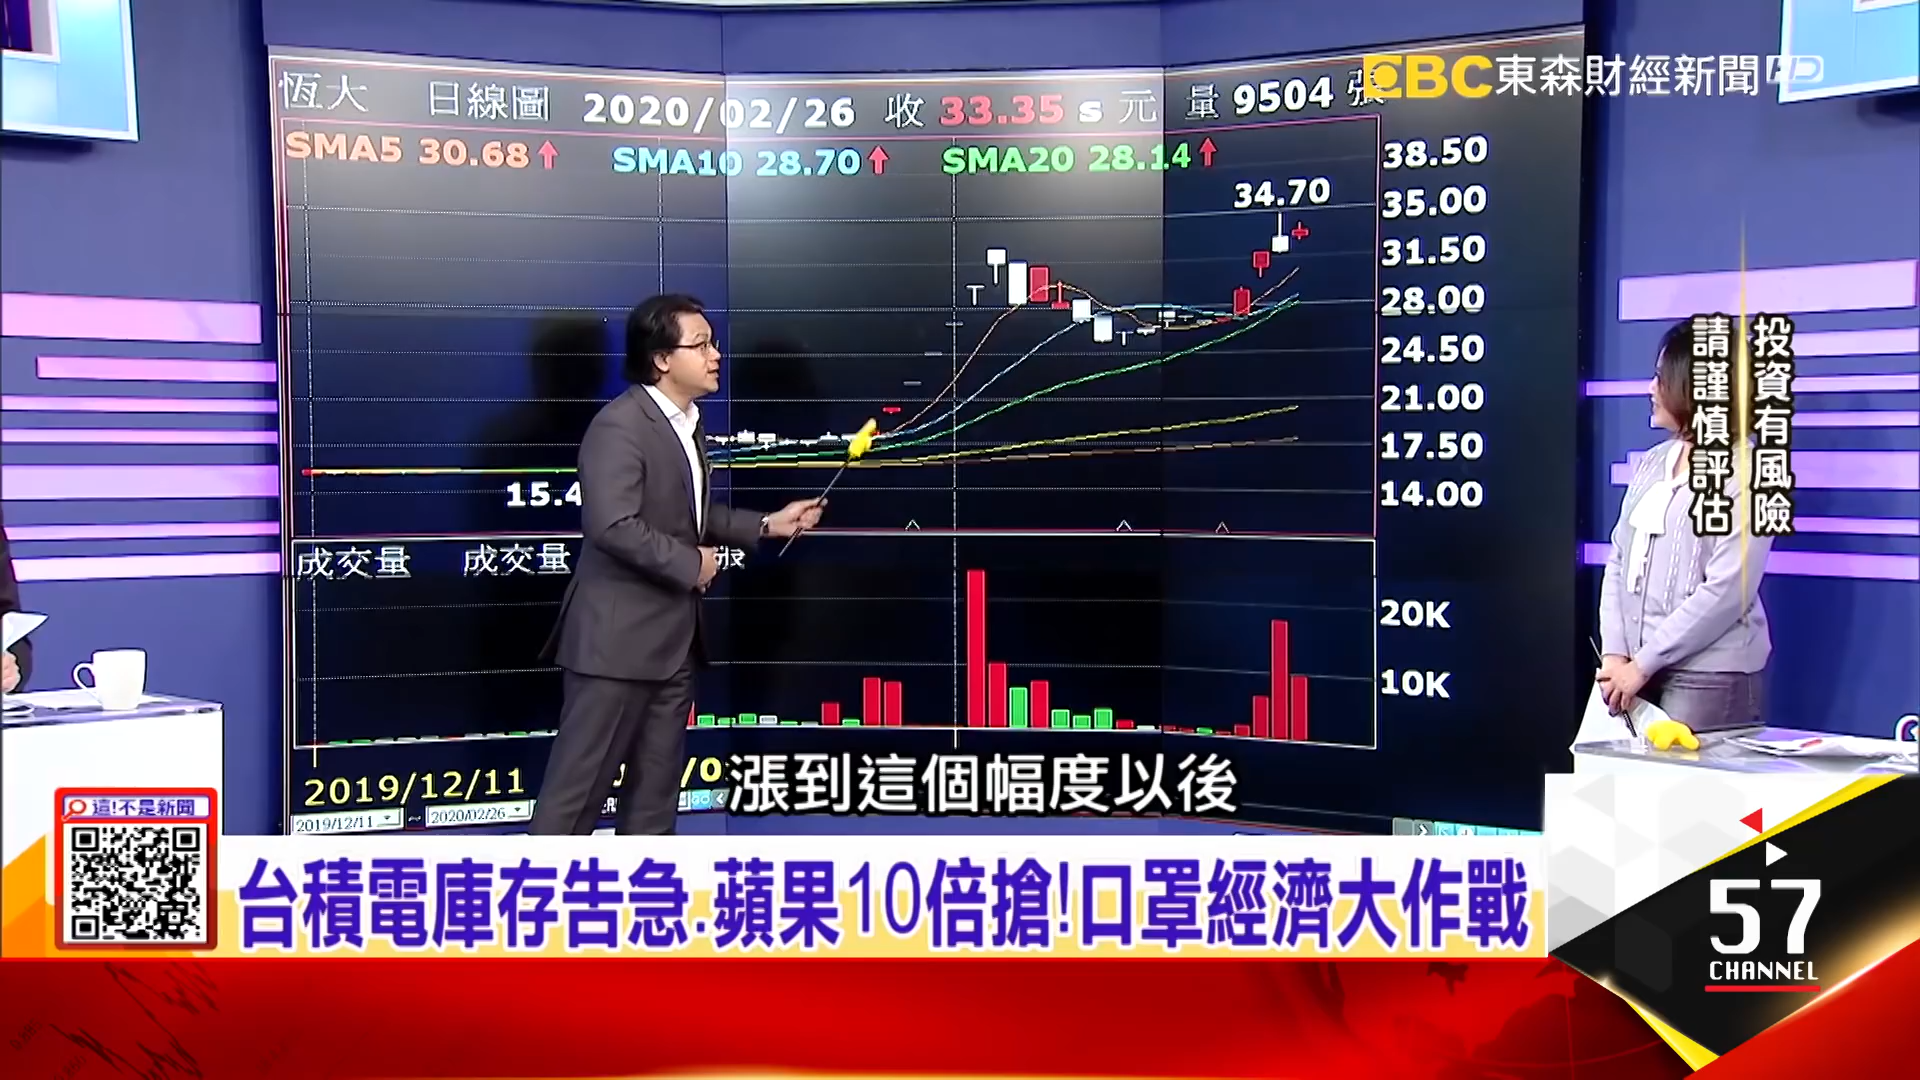 EBC 東森財經新聞 HD
恆大 日線圖 2020/02/26 收 33.35 s 元 量 9504 張
SMA5 30.68↑ SMA10 28.70↑ SMA20 28.14↑
38.50
34.70
35.00
31.50
28.00
24.50
21.00
17.50
15.4
14.00
投資有風險
請謹慎評估
成交量 成交量
20K
10K
2019/12/11
2019/12/11 ~ 2020/02/26
漲到這個幅度以後
這!不是新聞
台積電庫存告急.蘋果10倍搶!口罩經濟大作戰
57
CHANNEL